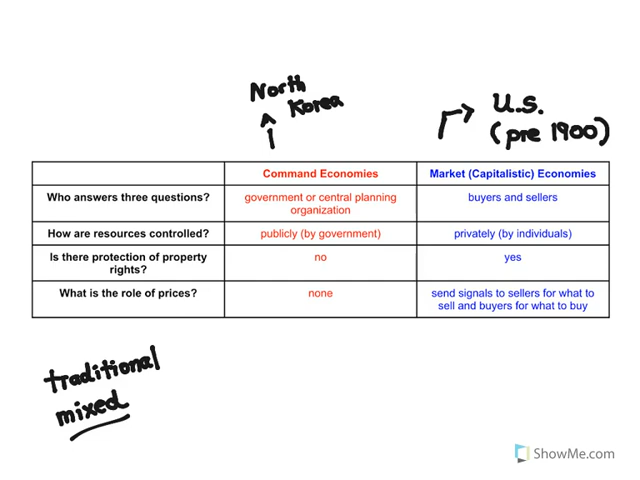 North
Korea
U.S.
(pre 1900)
Command Economies
Market (Capitalistic) Economies
Who answers three questions?
government or central planning
organization
buyers and sellers
How are resources controlled?
publicly (by government)
privately (by individuals)
Is there protection of property
rights?
no
yes
What is the role of prices?
none
send signals to sellers for what to
sell and buyers for what to buy
traditional
mixed
ShowMe.com